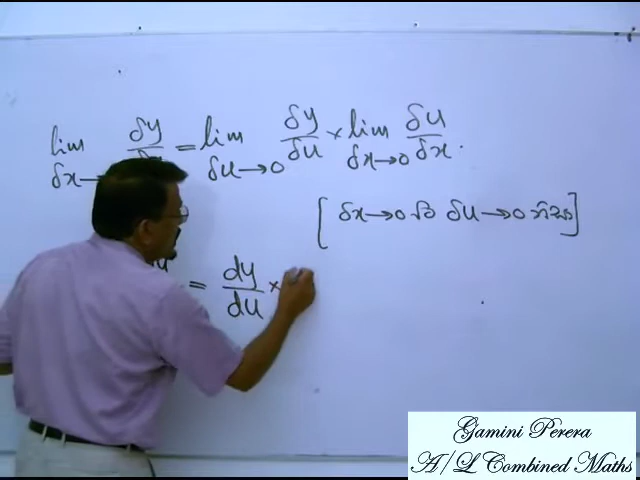 lim δy = lim δy × lim δu
δx→ δx δu→0 δu δx→0 δx.
[ δx→0 විට δu→0 නිසා ]
= dy ×
du
Gamini Perera
A/L Combined Maths